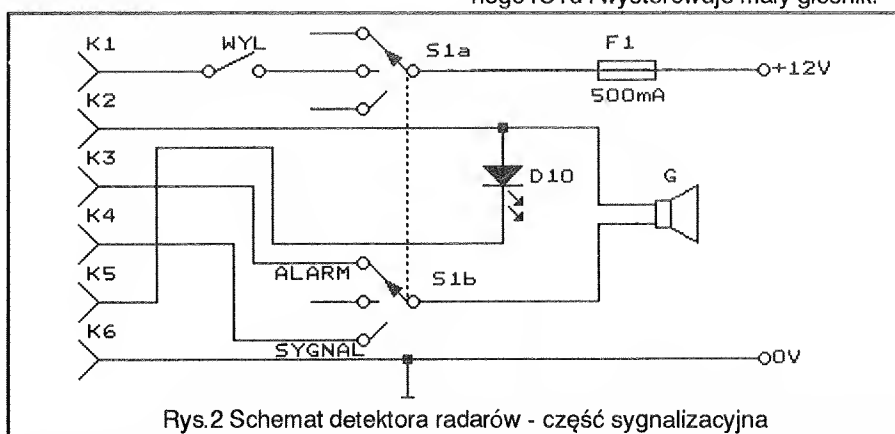 nego 
K1 WYL S1a F1 +12V
500mA
K2
K3 D10 G
K4
K5 ALARM S1b
K6 SYGNAL 0V
Rys.2 Schemat detektora radarów - część sygnalizacyjna